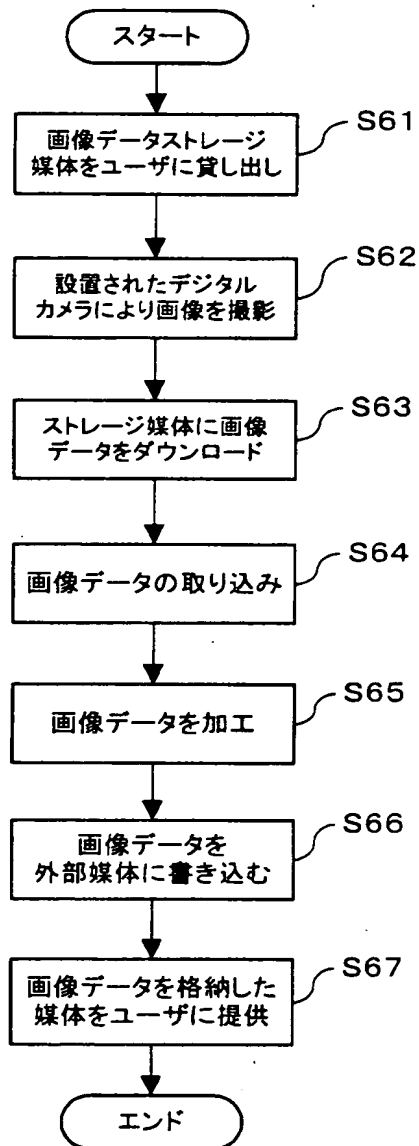 スタート
画像データストレージ
媒体をユーザに貸し出し
S61
設置されたデジタル
カメラにより画像を撮影
S62
ストレージ媒体に画像
データをダウンロード
S63
画像データの取り込み
S64
画像データを加工
S65
画像データを
外部媒体に書き込む
S66
画像データを格納した
媒体をユーザに提供
S67
エンド